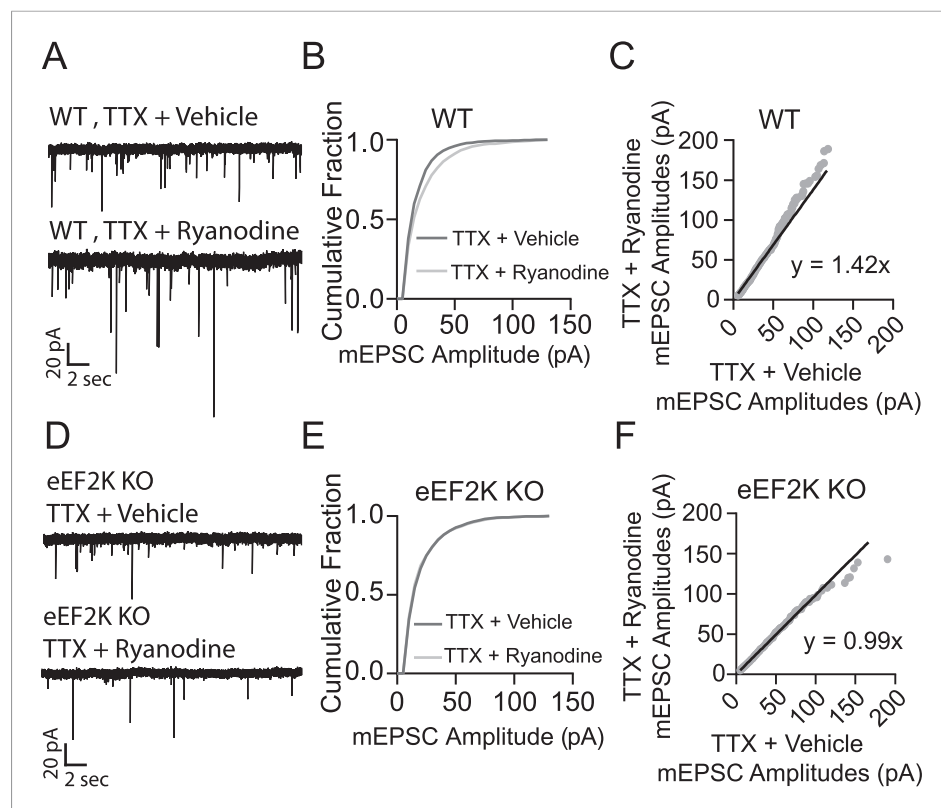 A
WT , TTX + Vehicle
WT , TTX + Ryanodine
20 pA
2 sec
B
WT
Cumulative Fraction
1.0
0.5
0.0
TTX + Vehicle
TTX + Ryanodine
0 50 100 150
mEPSC Amplitude (pA)
C
WT
TTX + Ryanodine
mEPSC Amplitudes (pA)
200
150
100
50
0
y = 1.42x
0 50 100 150 200
TTX + Vehicle
mEPSC Amplitudes (pA)
D
eEF2K KO
TTX + Vehicle
eEF2K KO
TTX + Ryanodine
20 pA
2 sec
E
eEF2K KO
Cumulative Fraction
1.0
0.5
0.0
TTX + Vehicle
TTX + Ryanodine
0 50 100 150
mEPSC Amplitude (pA)
F
eEF2K KO
TTX + Ryanodine
mEPSC Amplitudes (pA)
200
150
100
50
0
y = 0.99x
0 50 100 150 200
TTX + Vehicle
mEPSC Amplitudes (pA)